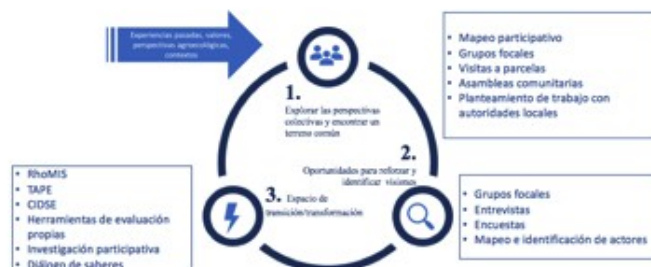 Experiencias pasadas, valores,
perspectivas agroecológicas,
contextos
1.
Explorar las perspectivas
colectivas y encontrar un
terreno común
• Mapeo participativo
• Grupos focales
• Visitas a parcelas
• Asambleas comunitarias
• Planteamiento de trabajo con
autoridades locales
2.
Oportunidades para reforzar y
identificar visiones
• Grupos focales
• Entrevistas
• Encuestas
• Mapeo e identificación de actores
3. Espacio de
transición/transformación
• RhoMIS
• TAPE
• CIDSE
• Herramientas de evaluación
propias
• Investigación participativa
• Diálogo de saberes